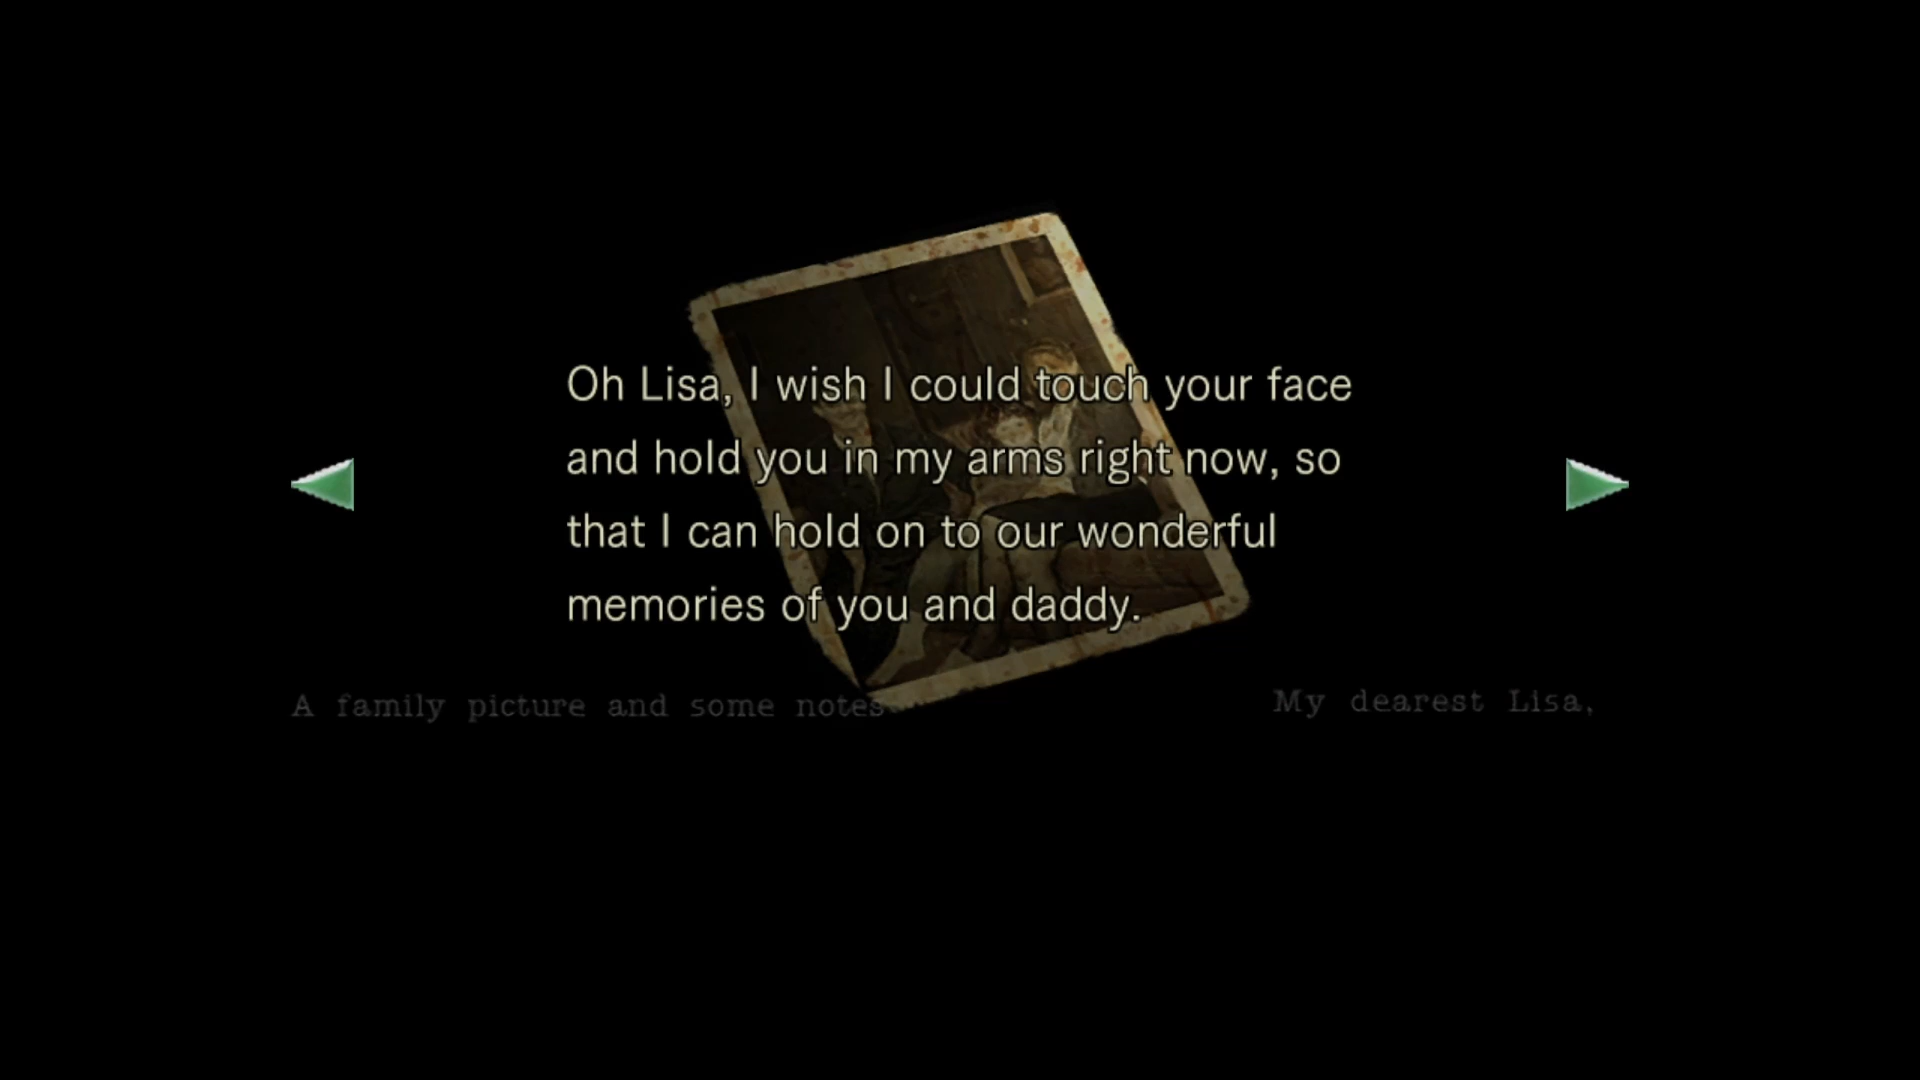 Oh Lisa, I wish I could touch your face
and hold you in my arms right now, so
that I can hold on to our wonderful
memories of you and daddy.
A family picture and some notes
My dearest Lisa,